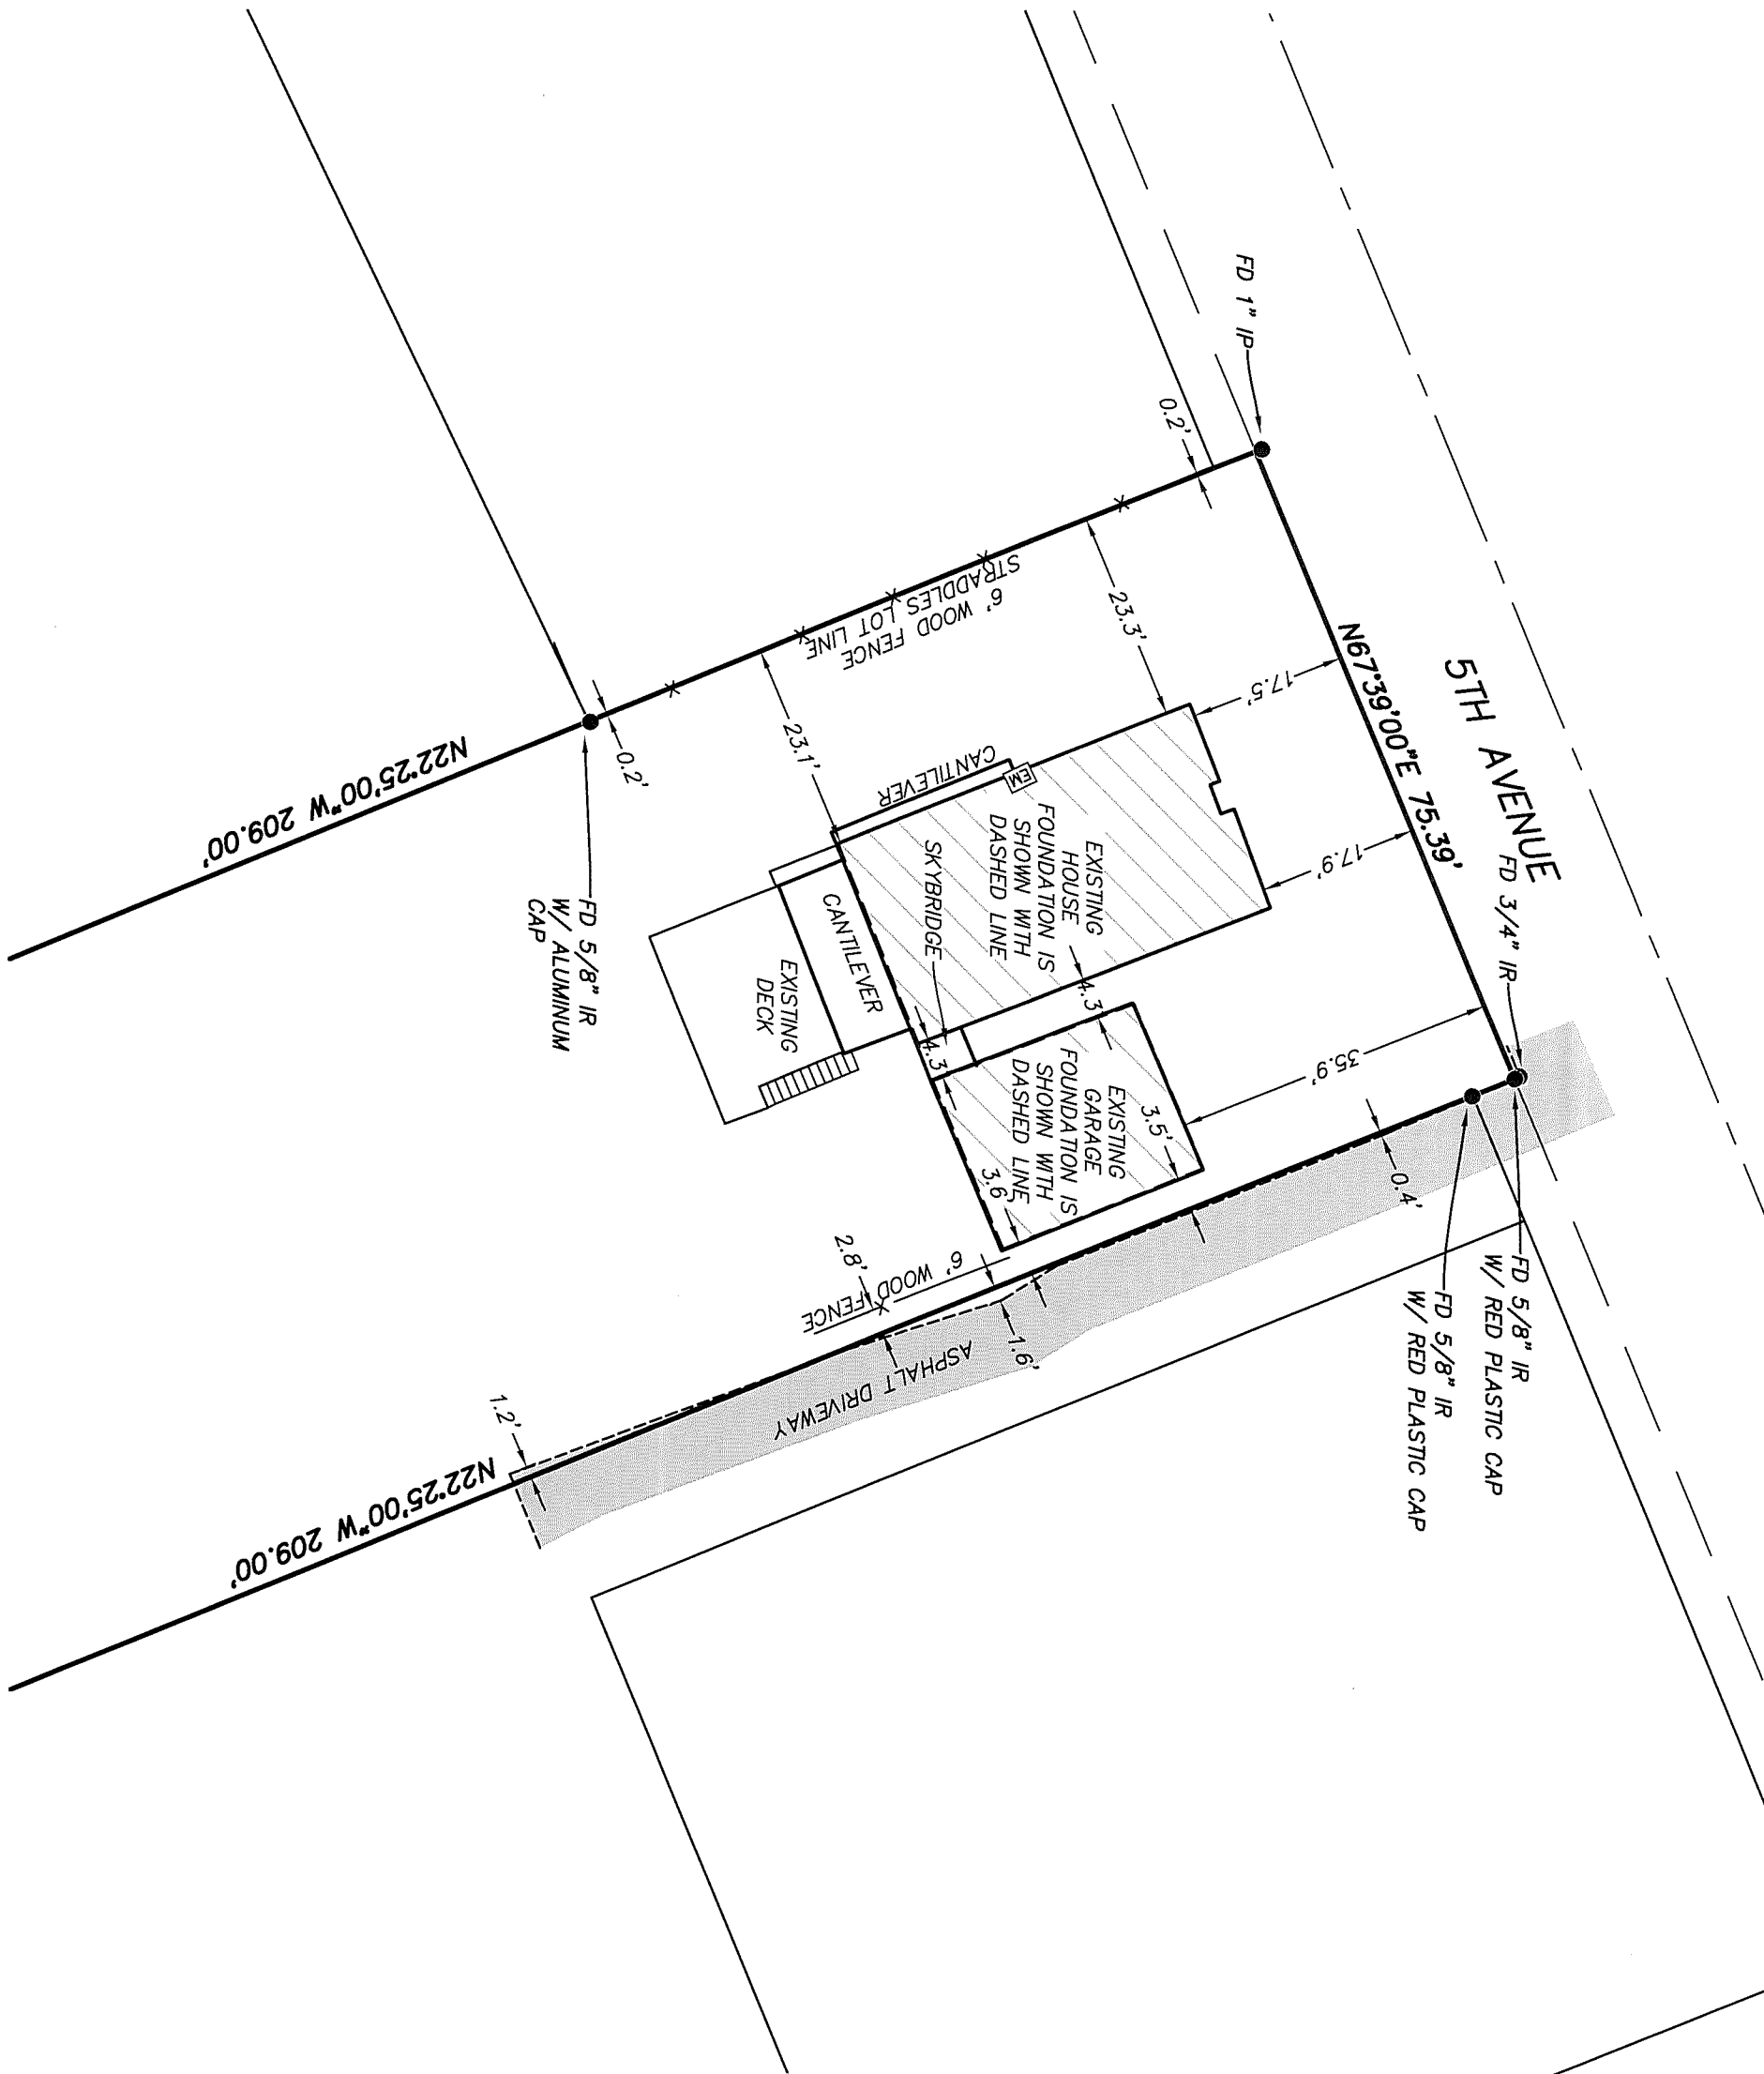 5TH AVENUE
N67°39'00"E 75.39'
FD 1" IP
FD 3/4" IR
FD 5/8" IR
W/ RED PLASTIC CAP
FD 5/8" IR
W/ RED PLASTIC CAP
0.2'
23.3'
17.5'
17.9'
35.9'
0.4'
6' WOOD FENCE
STRADDLES LOT LINE
23.1'
0.2'
CANTILEVER
EM
EXISTING
HOUSE
FOUNDATION IS
SHOWN WITH
DASHED LINE
SKYBRIDGE
4.3'
4.3'
EXISTING
GARAGE
FOUNDATION IS
SHOWN WITH
DASHED LINE
3.5'
3.6'
CANTILEVER
EXISTING
DECK
6' WOOD FENCE
2.8'
1.6'
ASPHALT DRIVEWAY
1.2'
FD 5/8" IR
W/ ALUMINUM
CAP
N22°25'00"W 209.00'
N22°25'00"W 209.00'